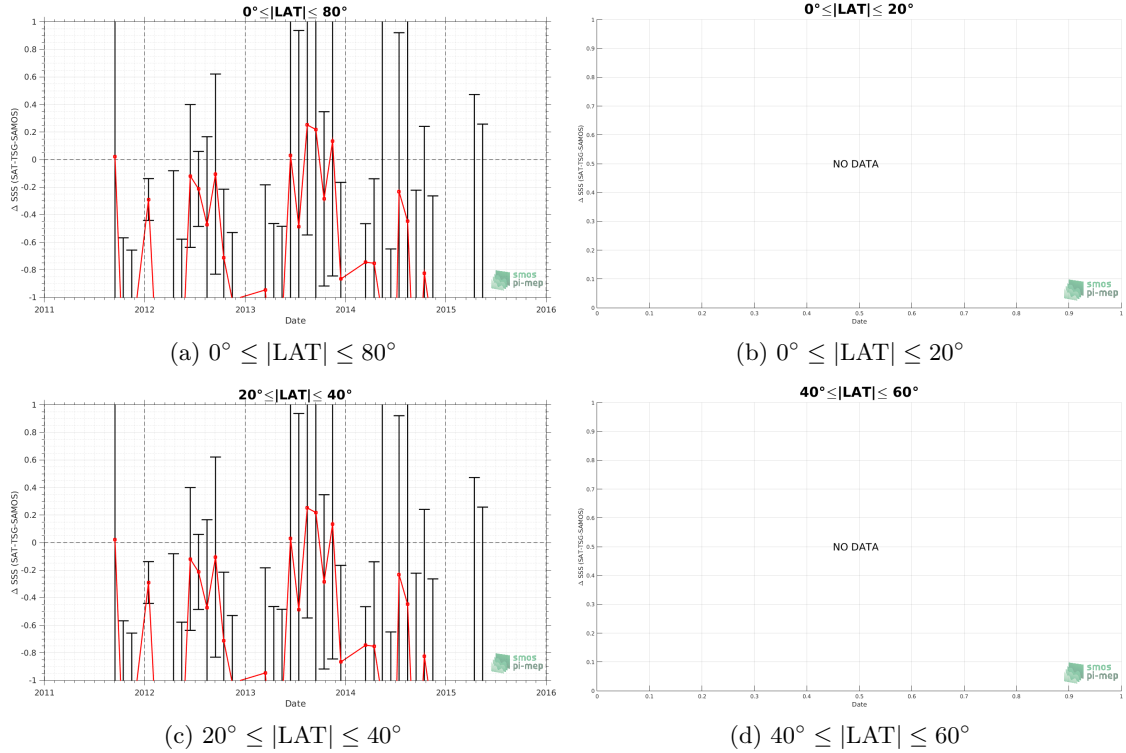 0°≤|LAT|≤ 80°
Δ SSS (SAT-TSG-SAMOS)
1
0.8
0.6
0.4
0.2
0
-0.2
-0.4
-0.6
-0.8
-1
2011 2012 2013 2014 2015 2016
Date
smos
pi-mep
(a) 0° ≤ |LAT| ≤ 80°
0°≤|LAT|≤ 20°
Δ SSS (SAT-TSG-SAMOS)
1
0.9
0.8
0.7
0.6
0.5
0.4
0.3
0.2
0.1
0
NO DATA
0 0.1 0.2 0.3 0.4 0.5 0.6 0.7 0.8 0.9 1
Date
smos
pi-mep
(b) 0° ≤ |LAT| ≤ 20°
20°≤|LAT|≤ 40°
Δ SSS (SAT-TSG-SAMOS)
1
0.8
0.6
0.4
0.2
0
-0.2
-0.4
-0.6
-0.8
-1
2011 2012 2013 2014 2015 2016
Date
smos
pi-mep
(c) 20° ≤ |LAT| ≤ 40°
40°≤|LAT|≤ 60°
Δ SSS (SAT-TSG-SAMOS)
1
0.9
0.8
0.7
0.6
0.5
0.4
0.3
0.2
0.1
0
NO DATA
0 0.1 0.2 0.3 0.4 0.5 0.6 0.7 0.8 0.9 1
Date
smos
pi-mep
(d) 40° ≤ |LAT| ≤ 60°